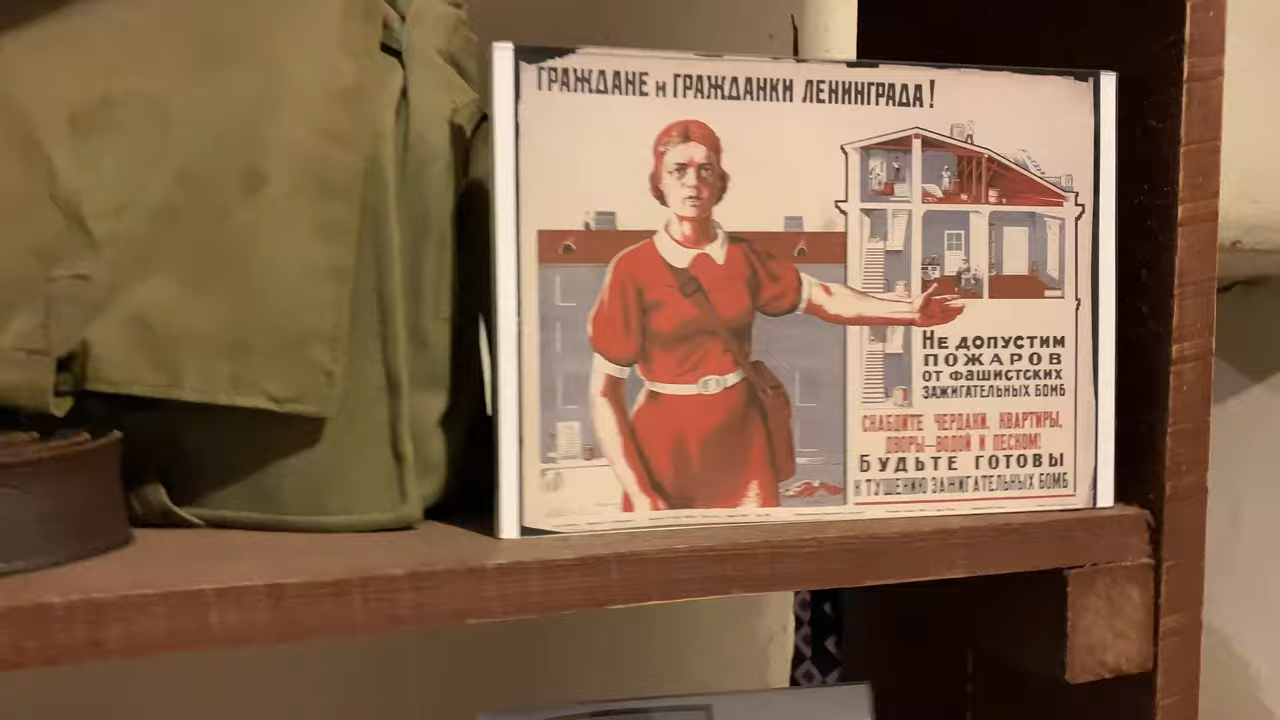 ГРАЖДАНЕ и ГРАЖДАНКИ ЛЕНИНГРАДА!
НЕ ДОПУСТИМ
ПОЖАРОВ
ОТ ФАШИСТСКИХ
ЗАЖИГАТЕЛЬНЫХ БОМБ
СНАБДИТЕ ЧЕРДАКИ, КВАРТИРЫ,
ДВОРЫ—ВОДОЙ И ПЕСКОМ!
БУДЬТЕ ГОТОВЫ
К ТУШЕНИЮ ЗАЖИГАТЕЛЬНЫХ БОМБ